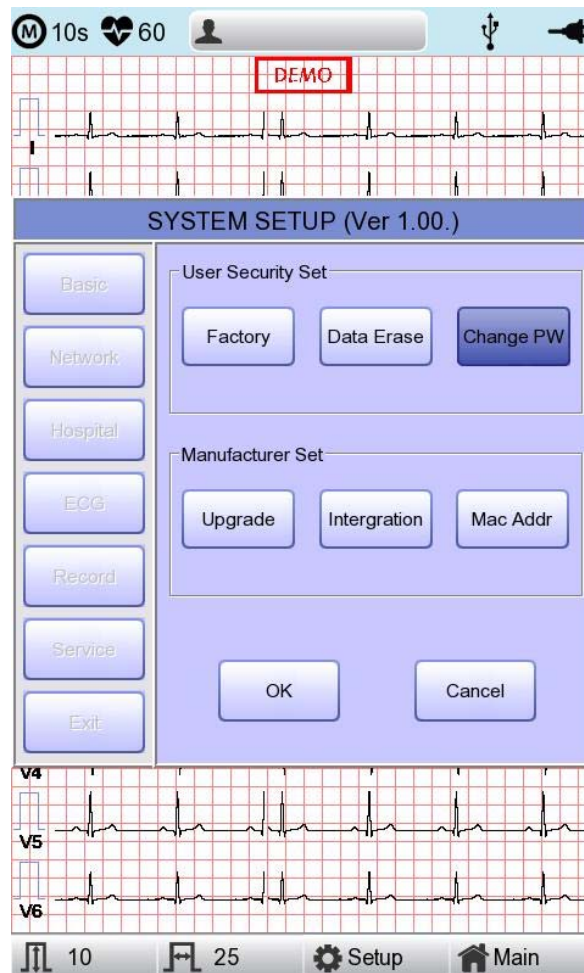 M 10s 60
DEMO
I
SYSTEM SETUP (Ver 1.00.)
Basic
Network
Hospital
ECG
Record
Service
Exit
User Security Set
Factory Data Erase Change PW
Manufacturer Set
Upgrade Intergration Mac Addr
OK Cancel
V4
V5
V6
10 25 Setup Main